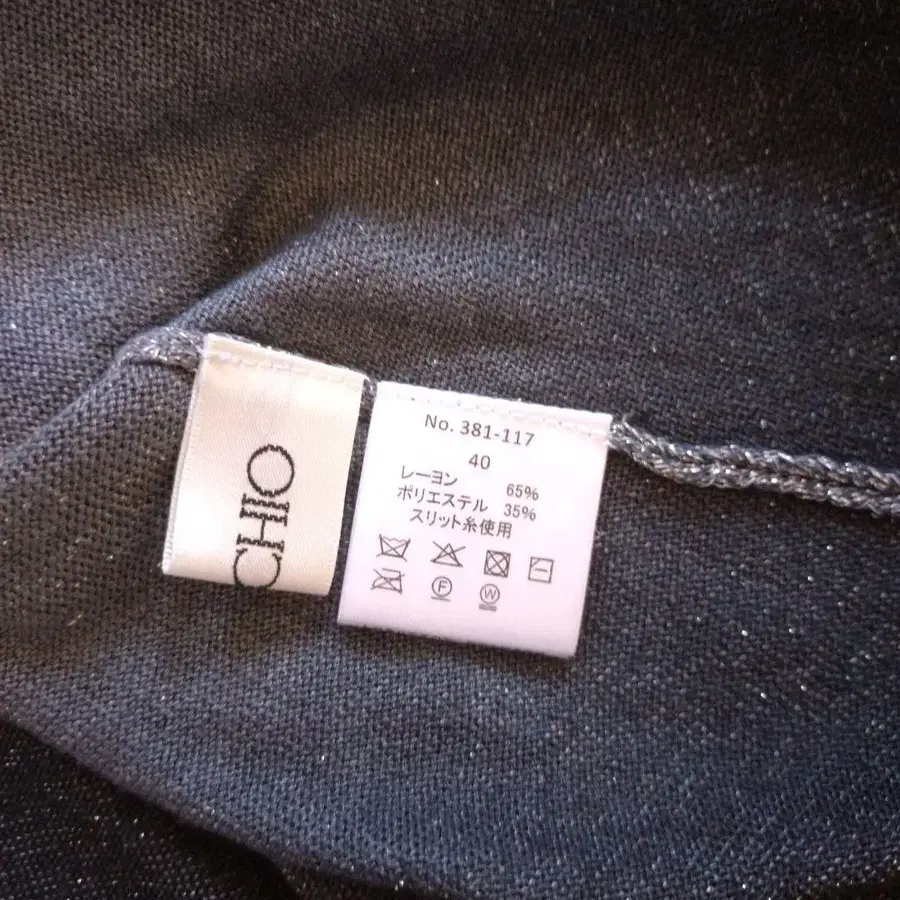 CHIO
No. 381-117
40
レーヨン 65%
ポリエステル 35%
スリット糸使用
F W